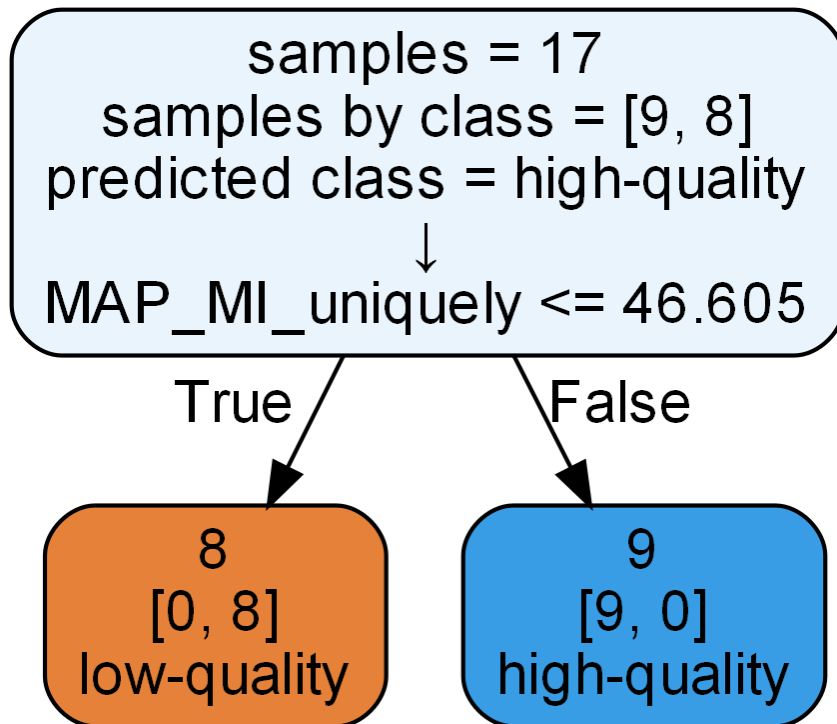 samples = 17
samples by class = [9, 8]
predicted class = high-quality
↓
MAP_MI_uniquely <= 46.605
True
False
8
[0, 8]
low-quality
9
[9, 0]
high-quality